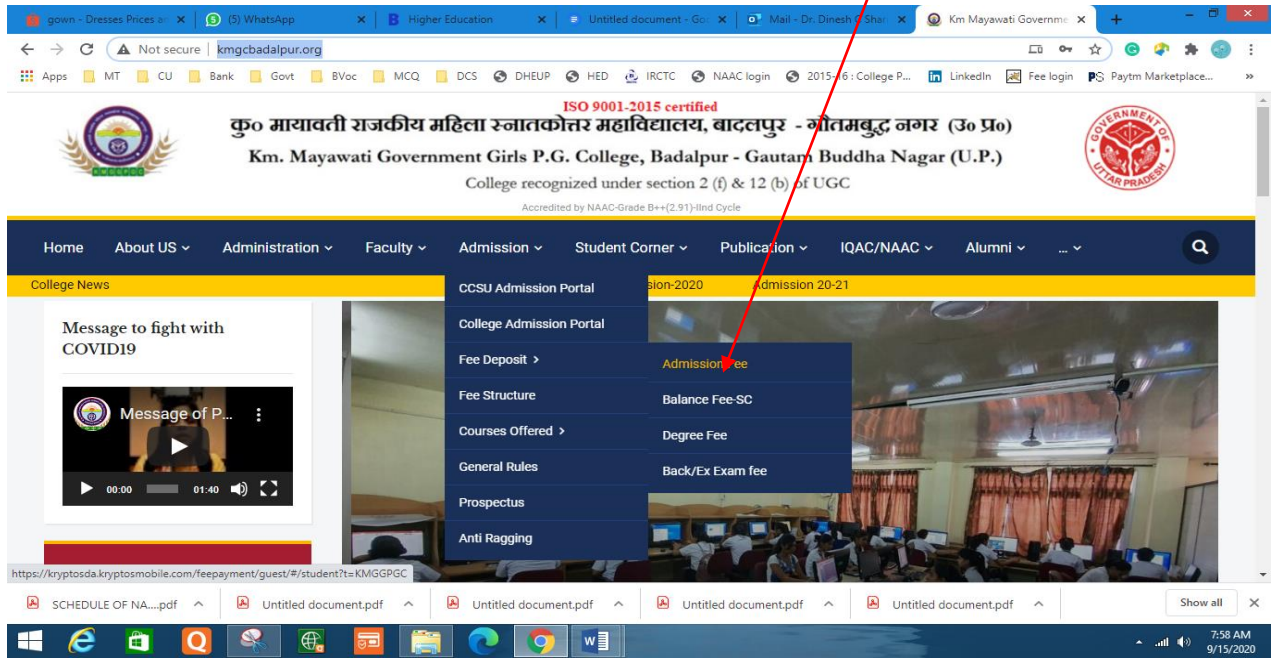 gown - Dresses Prices an
(5) WhatsApp
Higher Education
Untitled document - Go
Mail - Dr. Dinesh C Shar
Km Mayawati Governme
Not secure | kmgcbadalpur.org
Apps MT CU Bank Govt BVoc MCQ DCS DHEUP HED IRCTC NAAC login 2015-16 : College P... LinkedIn Fee login Paytm Marketplace... »
ISO 9001-2015 certified
कु० मायावती राजकीय महिला स्नातकोत्तर महाविद्यालय, बादलपुर - गौतमबुद्ध नगर (उ० प्र०)
Km. Mayawati Government Girls P.G. College, Badalpur - Gautam Buddha Nagar (U.P.)
College recognized under section 2 (f) & 12 (b) of UGC
Accredited by NAAC-Grade B++(2.91)-IInd Cycle
GOVERNMENT OF
UTTAR PRADESH
Home About US Administration Faculty Admission Student Corner Publication IQAC/NAAC Alumni ...
College News
sion-2020 Admission 20-21
CCSU Admission Portal
College Admission Portal
Fee Deposit >
Fee Structure
Courses Offered >
General Rules
Prospectus
Anti Ragging
Admission Fee
Balance Fee-SC
Degree Fee
Back/Ex Exam fee
Message to fight with
COVID19
Message of P...
00:00 01:40
https://kryptosda.kryptosmobile.com/feepayment/guest/#/student?t=KMGGPGC
SCHEDULE OF NA....pdf
Untitled document.pdf
Untitled document.pdf
Untitled document.pdf
Untitled document.pdf
Show all
7:58 AM
9/15/2020